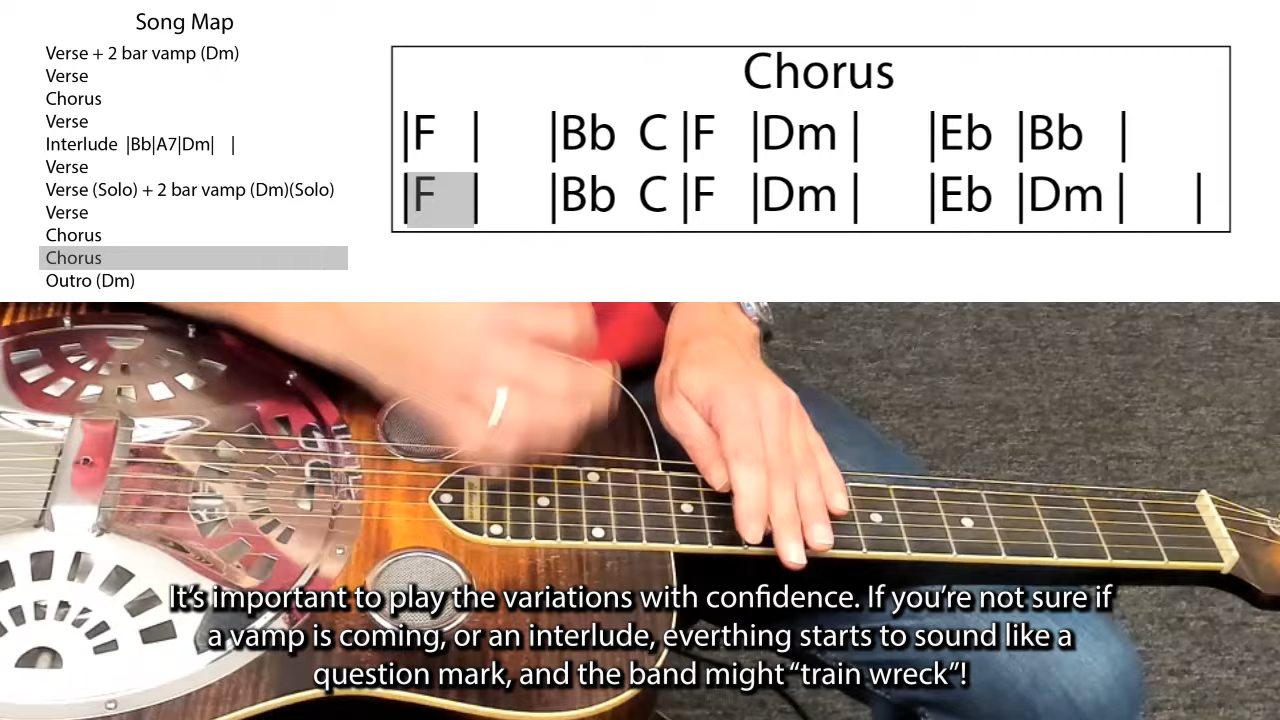 Song Map
Verse + 2 bar vamp (Dm)
Verse
Chorus
Verse
Interlude |Bb|A7|Dm| |
Verse
Verse (Solo) + 2 bar vamp (Dm)(Solo)
Verse
Chorus
Chorus
Outro (Dm)
Chorus
|F | |Bb C |F |Dm | |Eb |Bb |
|F | |Bb C |F |Dm | |Eb |Dm | |
It's important to play the variations with confidence. If you're not sure if
a vamp is coming, or an interlude, everthing starts to sound like a
question mark, and the band might “train wreck”!